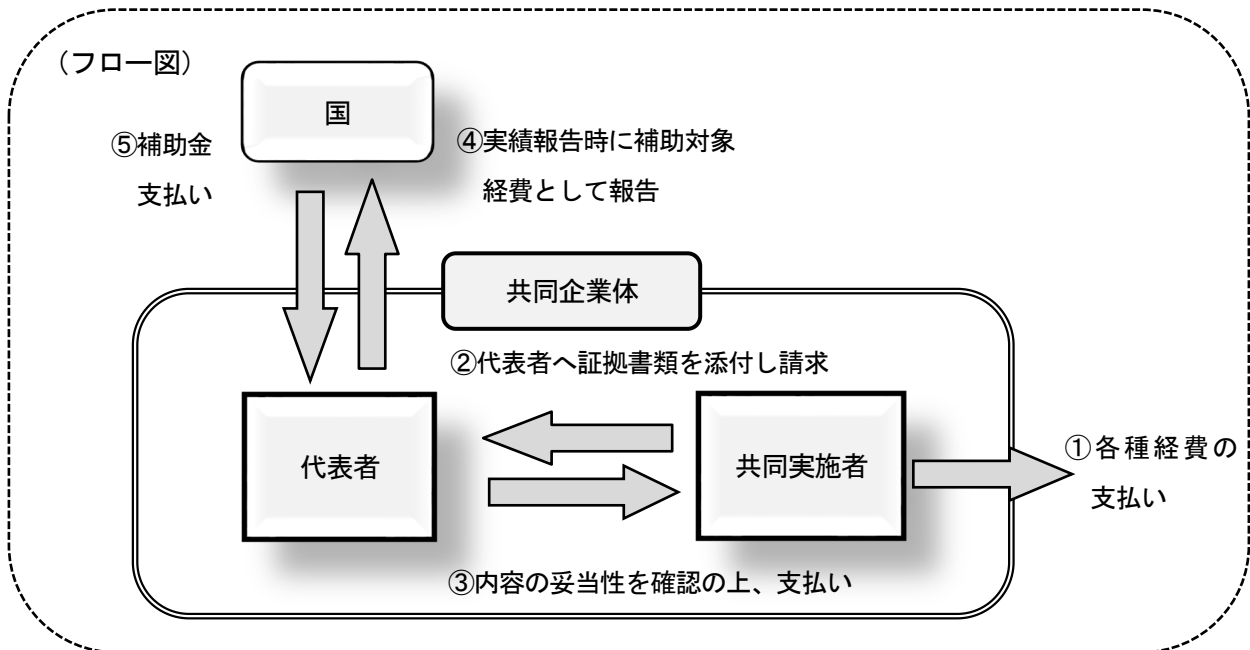 （フロー図）
国
⑤補助金
支払い
④実績報告時に補助対象
経費として報告
共同企業体
②代表者へ証拠書類を添付し請求
代表者
共同実施者
①各種経費の
支払い
③内容の妥当性を確認の上、支払い